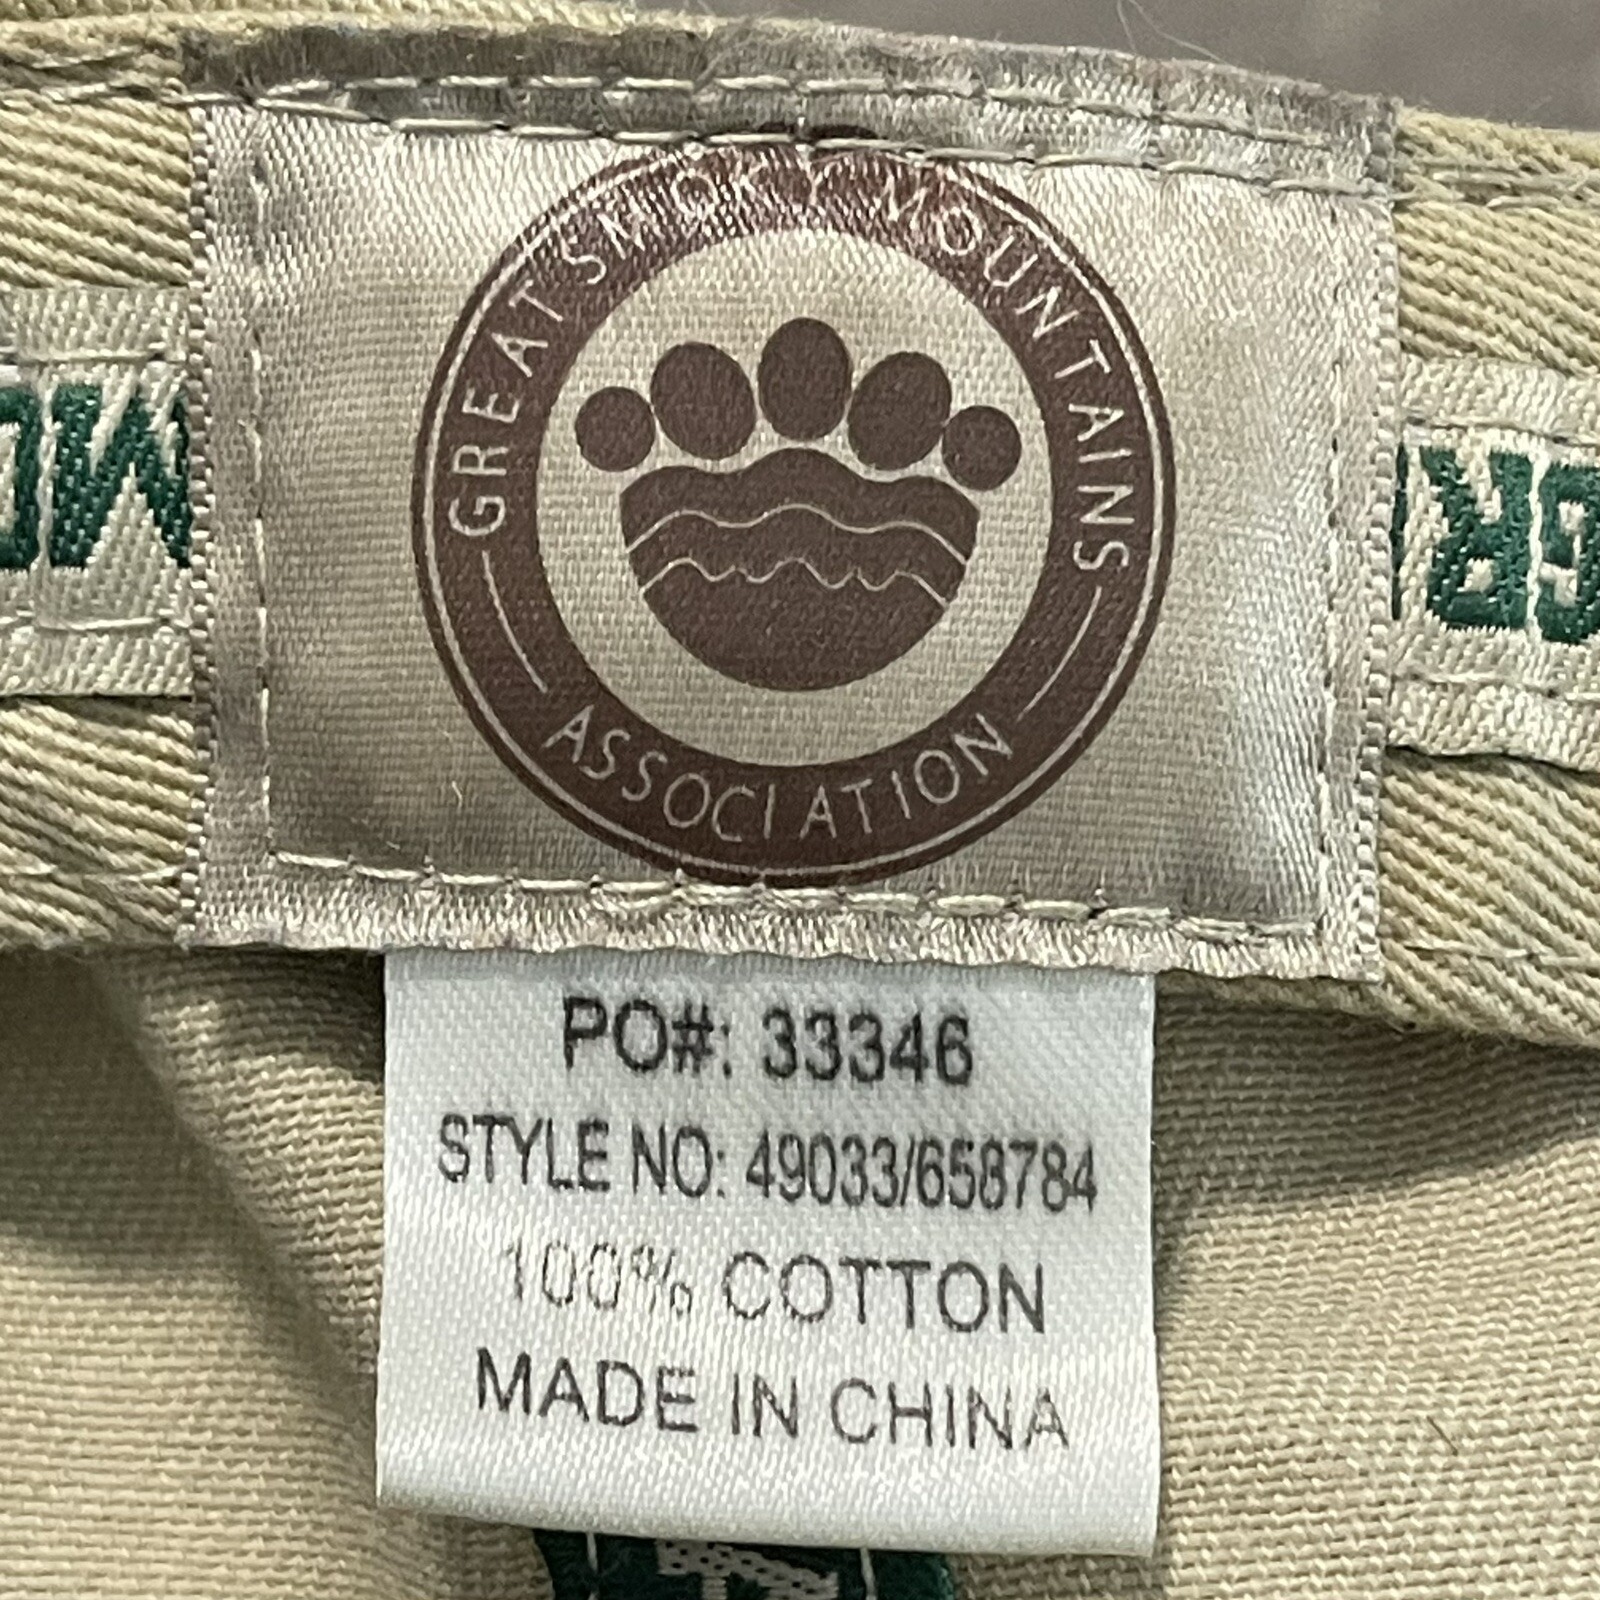 GREAT SMOKY MOUNTAINS
ASSOCIATION
PO#: 33346
STYLE NO: 49033/658784
100% COTTON
MADE IN CHINA